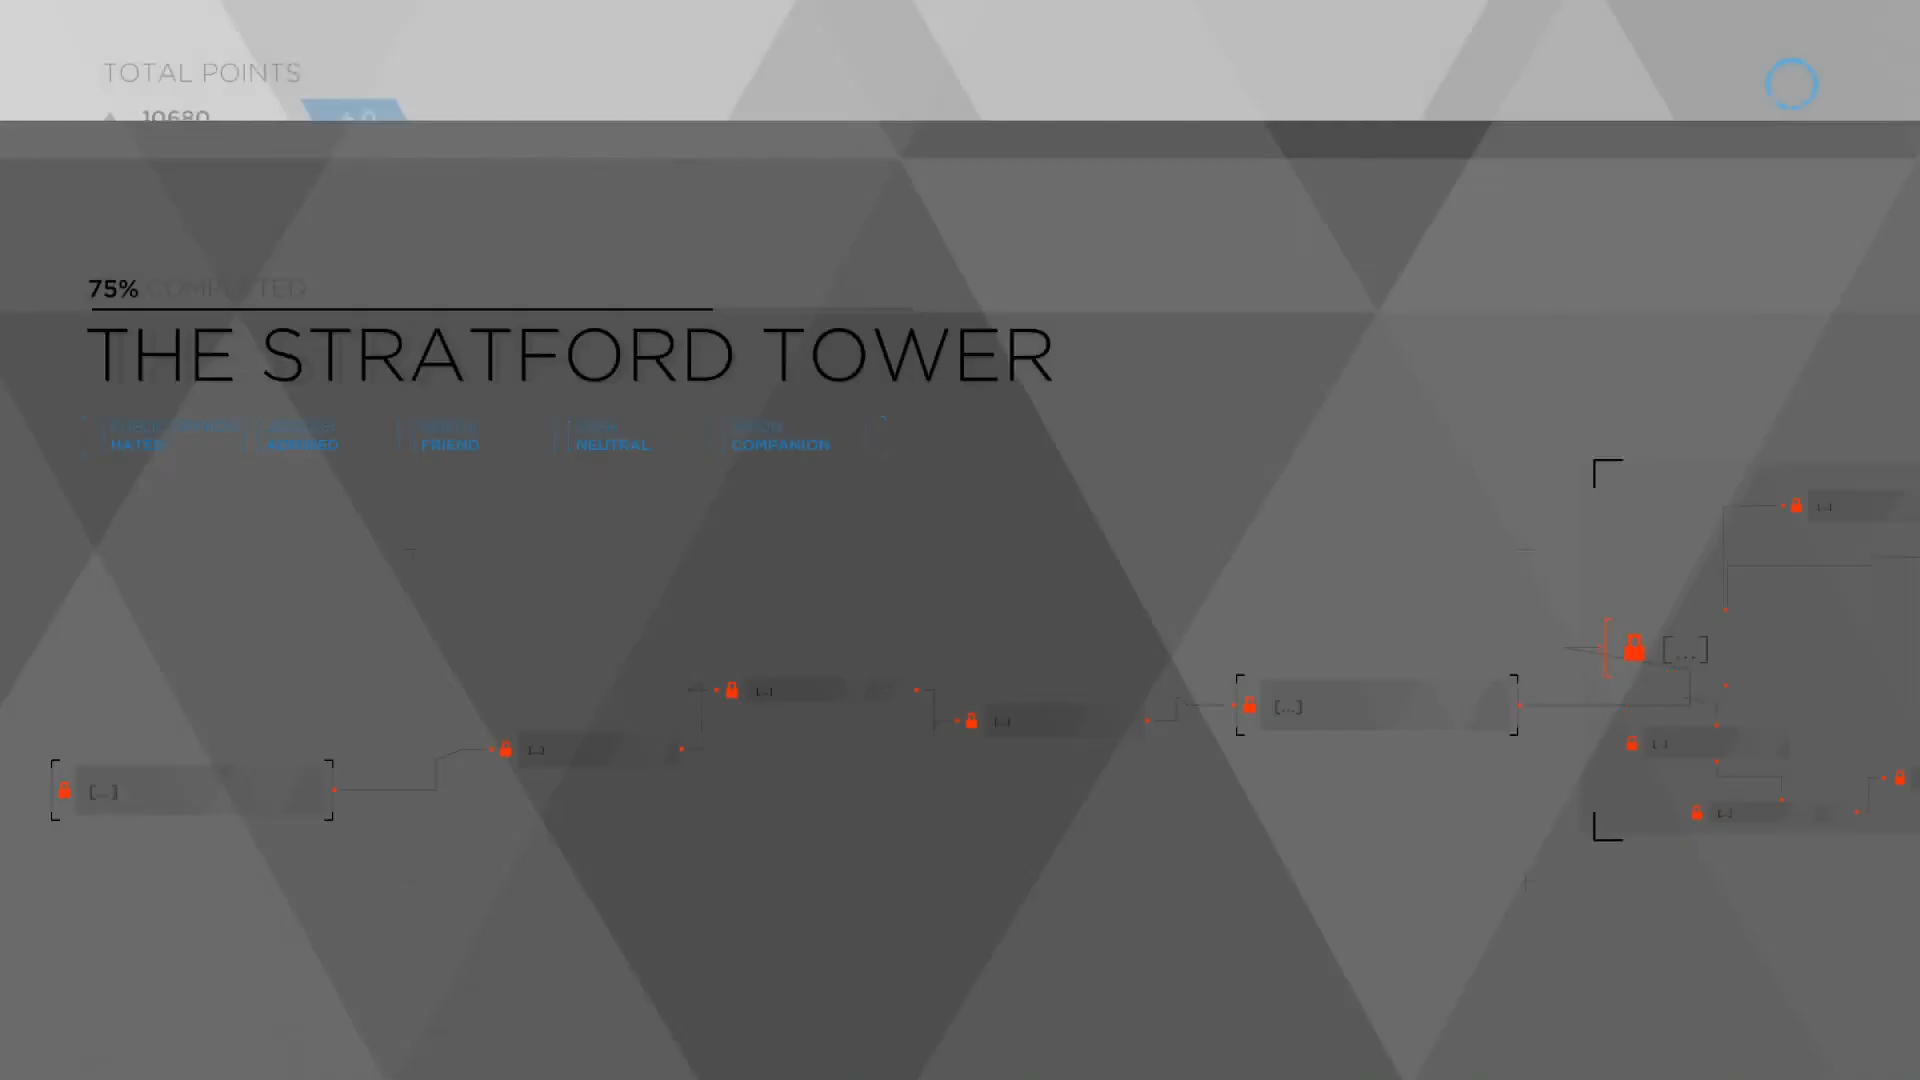 TOTAL POINTS
10680
75% COMPLETED
THE STRATFORD TOWER
HATED
ADMIRED
FRIEND
NEUTRAL
COMPANION
[...]
[...]
[...]
[...]
[...]
[...]
[...]
[...]
[...]